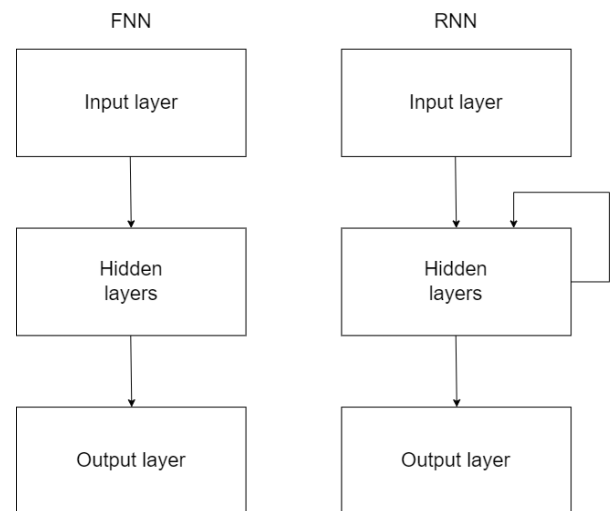 FNN
Input layer
Hidden
layers
Output layer
RNN
Input layer
Hidden
layers
Output layer